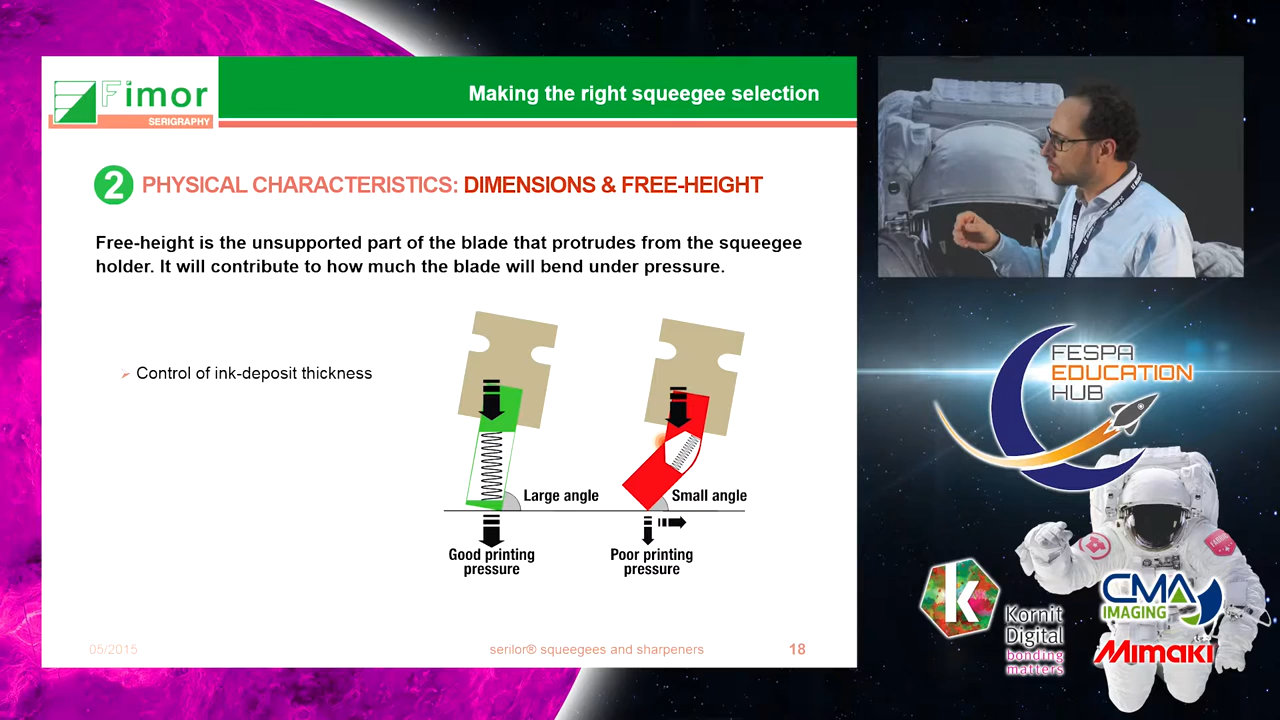 Fimor
SERIGRAPHY
Making the right squeegee selection
2 PHYSICAL CHARACTERISTICS: DIMENSIONS & FREE-HEIGHT
Free-height is the unsupported part of the blade that protrudes from the squeegee
holder. It will contribute to how much the blade will bend under pressure.
Control of ink-deposit thickness
Large angle
Small angle
Good printing
pressure
Poor printing
pressure
05/2015
serilor® squeegees and sharpeners
18
FESPA
EDUCATION
HUB
k
Kornit
Digital
bonding
matters
CMA
IMAGING
Mimaki